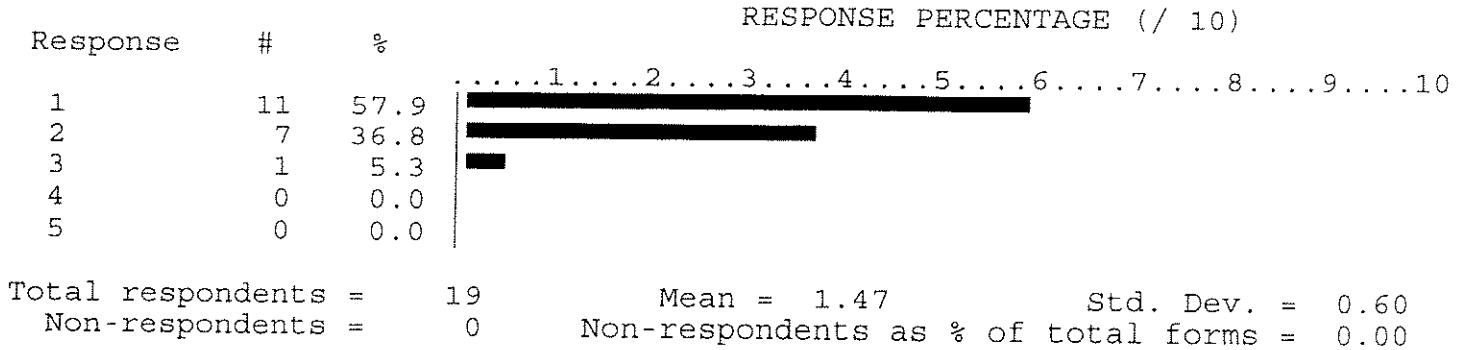 RESPONSE PERCENTAGE (/ 10)
Response # %
.....1....2....3....4....5....6....7....8....9....10
1 11 57.9
2 7 36.8
3 1 5.3
4 0 0.0
5 0 0.0
Total respondents = 19 Mean = 1.47 Std. Dev. = 0.60
Non-respondents = 0 Non-respondents as % of total forms = 0.00